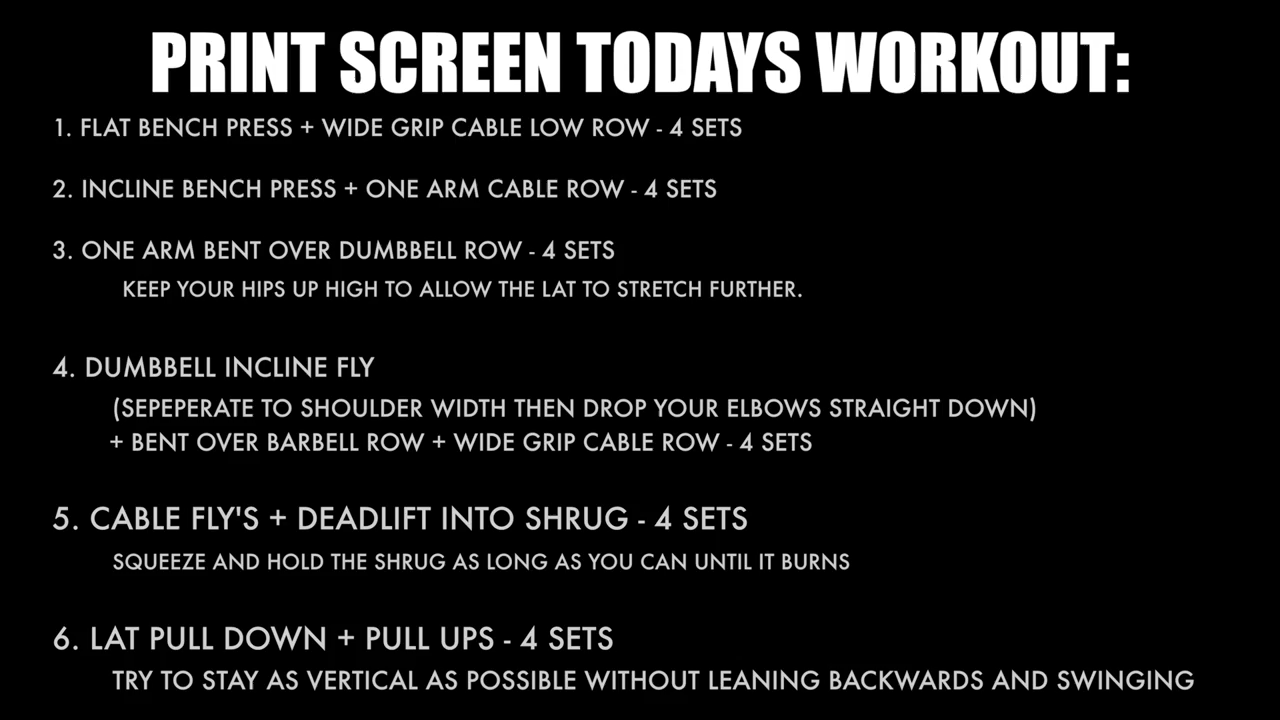 PRINT SCREEN TODAYS WORKOUT:
1. FLAT BENCH PRESS + WIDE GRIP CABLE LOW ROW - 4 SETS
2. INCLINE BENCH PRESS + ONE ARM CABLE ROW - 4 SETS
3. ONE ARM BENT OVER DUMBBELL ROW - 4 SETS
KEEP YOUR HIPS UP HIGH TO ALLOW THE LAT TO STRETCH FURTHER.
4. DUMBBELL INCLINE FLY
(SEPEPERATE TO SHOULDER WIDTH THEN DROP YOUR ELBOWS STRAIGHT DOWN)
+ BENT OVER BARBELL ROW + WIDE GRIP CABLE ROW - 4 SETS
5. CABLE FLY'S + DEADLIFT INTO SHRUG - 4 SETS
SQUEEZE AND HOLD THE SHRUG AS LONG AS YOU CAN UNTIL IT BURNS
6. LAT PULL DOWN + PULL UPS - 4 SETS
TRY TO STAY AS VERTICAL AS POSSIBLE WITHOUT LEANING BACKWARDS AND SWINGING